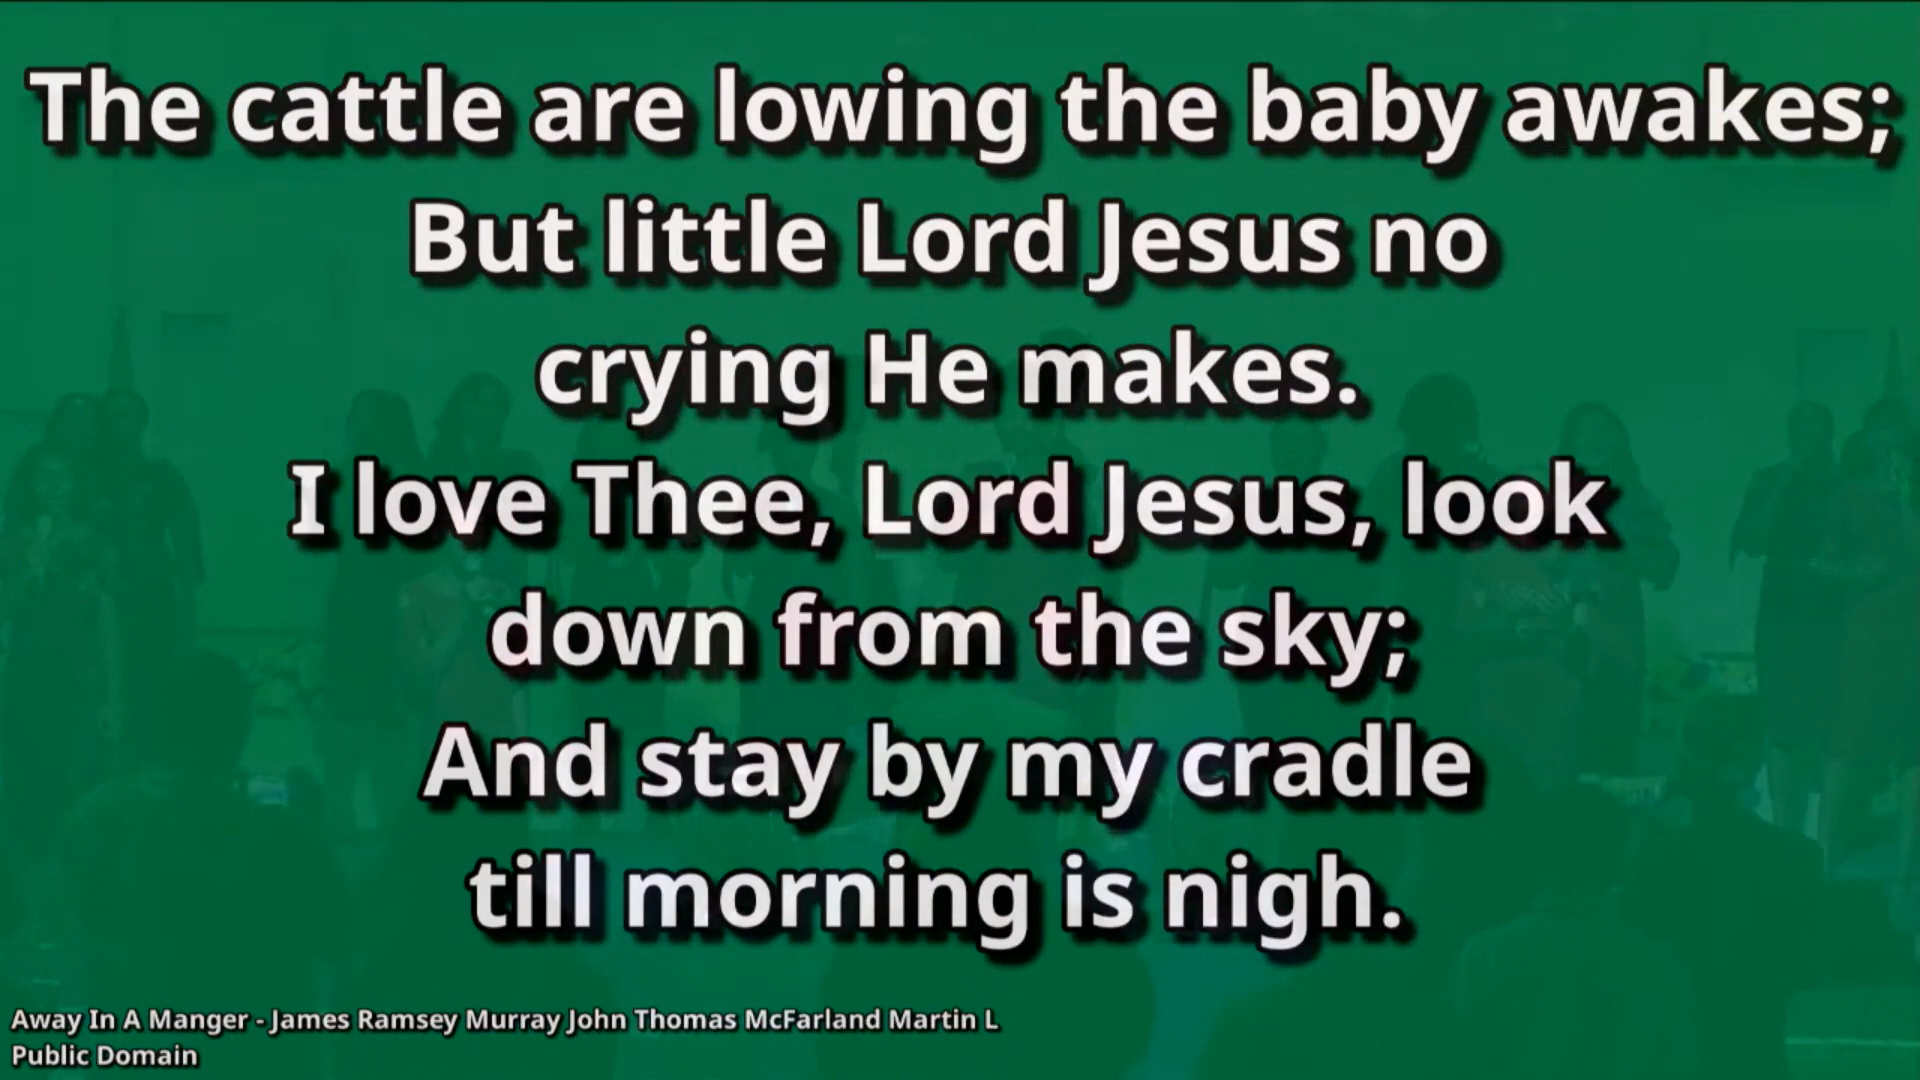 The cattle are lowing the baby awakes;
But little Lord Jesus no
crying He makes.
I love Thee, Lord Jesus, look
down from the sky;
And stay by my cradle
till morning is nigh.
Away In A Manger - James Ramsey Murray John Thomas McFarland Martin L
Public Domain